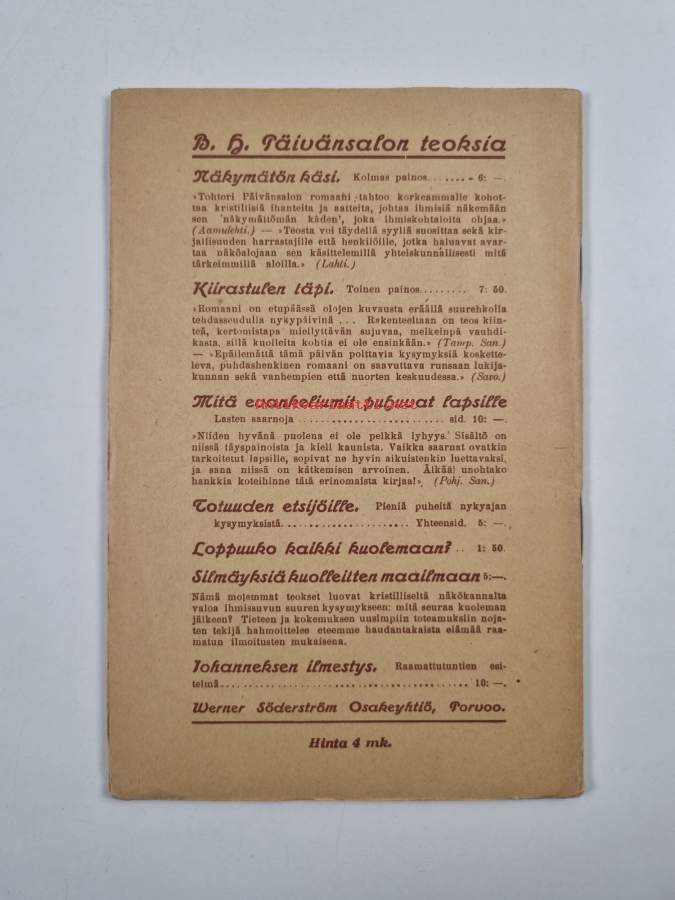 B. H. Päivänsalon teoksia
Näkymätön käsi. Kolmas painos........ 6: —.
»Tohtori Päivänsalon romaani tahtoo korkeammalle kohot-
taa kristillisiä ihanteita ja aatteita, johtaa ihmisiä näkemään
sen 'näkymättömän käden', joka ihmiskohtaloita ohjaa.»
(Aamulehti.) — »Teosta voi täydellä syyllä suosittaa sekä kir-
jallisuuden harrastajille että henkilöille, jotka haluavat avar-
taa näköalojaan sen käsittelemillä yhteiskunnallisesti mitä
tärkeimmillä aloilla.» (Lahti.)
Kiirastulen läpi. Toinen painos......... 7: 50.
»Romaani on etupäässä olojen kuvausta eräällä suurehkolla
tehdasseudulla nykypäivinä ... Rakenteeltaan on teos kiin-
teä, kertomistapa miellyttävän sujuvaa, melkeinpä vauhdi-
kasta, sillä kuolleita kohtia ei ole ensinkään.» (Tamp. San.)
— »Epäilemättä tämä päivän polttavia kysymyksiä koskette-
leva, puhdashenkinen romaani on saavuttava runsaan lukija-
kunnan sekä vanhempien että nuorten keskuudessa.» (Savo.)
Mitä evankeliumit puhuvat lapsille
Lasten saarnoja ............................ sid. 10: —.
»Niiden hyvänä puolena ei ole pelkkä lyhyys. Sisältö on
niissä täyspainoista ja kieli kaunista. Vaikka saarnat ovatkin
tarkoitetut lapsille, sopivat ne hyvin aikuistenkin luettavaksi,
ja sana niissä on kätkemisen arvoinen. Älkää unohtako
hankkia koteihinne tätä erinomaista kirjaa!» (Pohj. San.)
Totuuden etsijöille. Pieniä puheita nykyajan
kysymyksistä........................ Yhteensid. 5: —.
Loppuuko kaikki kuolemaan? .. 1: 50.
Silmäyksiä kuolleitten maailmaan 5:—.
Nämä molemmat teokset luovat kristilliseltä näkökannalta
valoa ihmissuvun suuren kysymykseen: mitä seuraa kuoleman
jälkeen? Tieteen ja kokemuksen uusimpiin toteamuksiin noja-
ten tekijä hahmoittelee eteemme haudantakaista elämää raa-
matun ilmoitusten mukaisena.
Johanneksen ilmestys. Raamattutuntien esi-
telmä.............................................. 10: —.
Werner Söderström Osakeyhtiö, Porvoo.
Hinta 4 mk.